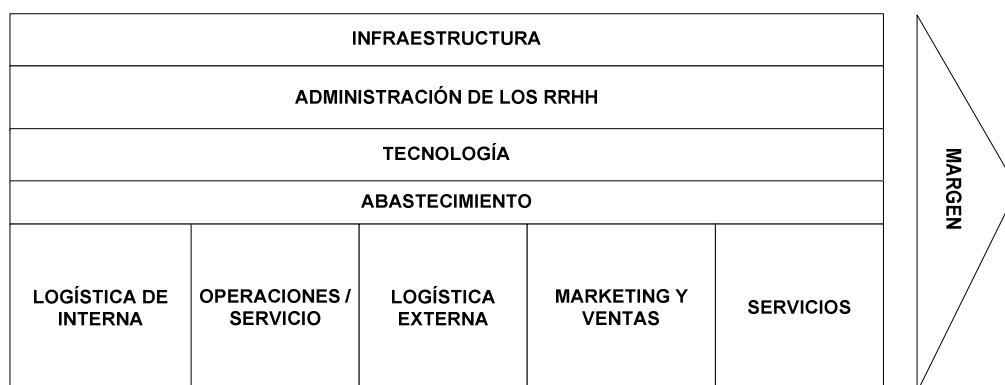 INFRAESTRUCTURA
ADMINISTRACIÓN DE LOS RRHH
TECNOLOGÍA
ABASTECIMIENTO
LOGÍSTICA DE
INTERNA
OPERACIONES /
SERVICIO
LOGÍSTICA
EXTERNA
MARKETING Y
VENTAS
SERVICIOS
MARGEN